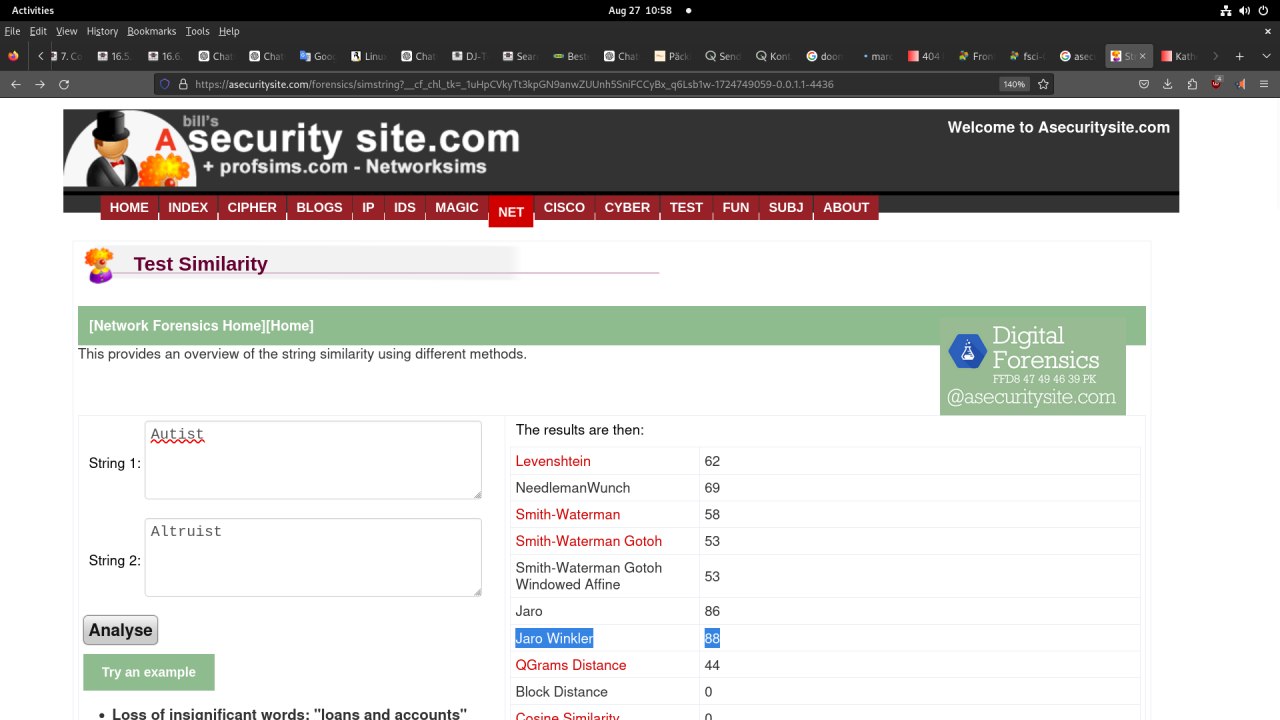 Activities
Aug 27 10:58
File Edit View History Bookmarks Tools Help
7. Co 16.5. 16.6. Chat Chat Goog Linux Chat DJ-T Sear Beste Chat Päck Send Kont doom marc 404 Fron fsci-C asec St Kath
https://asecuritysite.com/forensics/simstring?__cf_chl_tk=_1uHpCVkyTt3kpGN9anwZUUnh5SniFCCyBx_q6Lsb1w-1724749059-0.0.1.1-4436 140%
bill's
Asecurity site.com
+ profsims.com - Networksims
Welcome to Asecuritysite.com
HOME INDEX CIPHER BLOGS IP IDS MAGIC NET CISCO CYBER TEST FUN SUBJ ABOUT
Test Similarity
[Network Forensics Home][Home]
This provides an overview of the string similarity using different methods.
Digital
Forensics
FFD8 47 49 46 39 PK
@asecuritysite.com
String 1: Autist
String 2: Altruist
Analyse
Try an example
• Loss of insignificant words: "loans and accounts"
The results are then:
Levenshtein 62
NeedlemanWunch 69
Smith-Waterman 58
Smith-Waterman Gotoh 53
Smith-Waterman Gotoh
Windowed Affine 53
Jaro 86
Jaro Winkler 88
QGrams Distance 44
Block Distance 0
Cosine Similarity 0